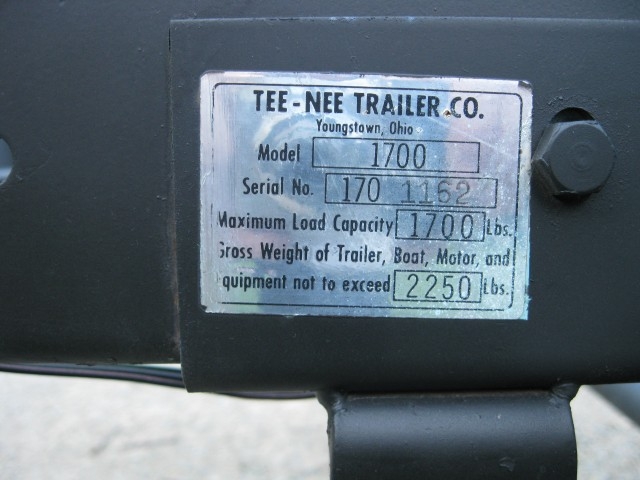 TEE-NEE TRAILER CO.
Youngstown, Ohio
Model 1700
Serial No. 170 1162
Maximum Load Capacity 1700 Lbs.
Gross Weight of Trailer, Boat, Motor, and
quipment not to exceed 2250 Lbs.